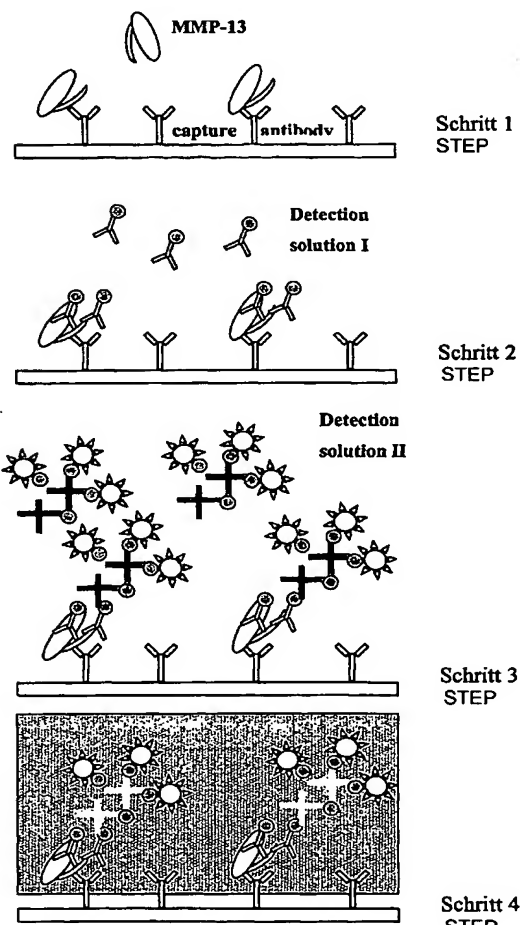 MMP-13
capture antibody
Schritt 1
STEP
Detection
solution I
Schritt 2
STEP
Detection
solution II
Schritt 3
STEP
Schritt 4
STEP